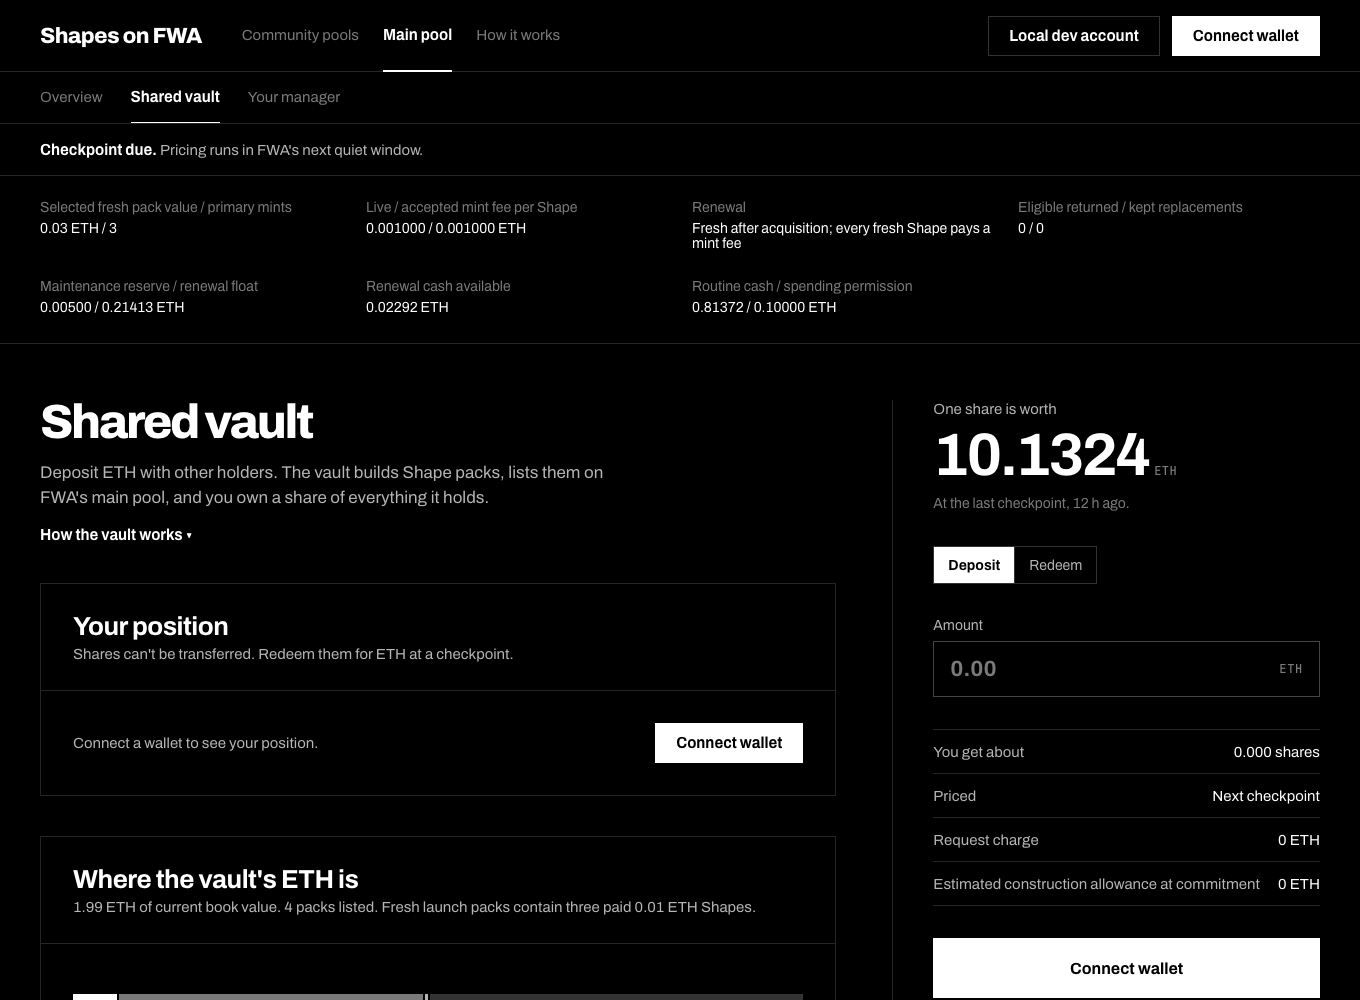 Shapes on FWA
Community pools
Main pool
How it works
Local dev account
Connect wallet
Overview
Shared vault
Your manager
Checkpoint due. Pricing runs in FWA's next quiet window.
Selected fresh pack value / primary mints
0.03 ETH / 3
Live / accepted mint fee per Shape
0.001000 / 0.001000 ETH
Renewal
Fresh after acquisition; every fresh Shape pays a
mint fee
Eligible returned / kept replacements
0 / 0
Maintenance reserve / renewal float
0.00500 / 0.21413 ETH
Renewal cash available
0.02292 ETH
Routine cash / spending permission
0.81372 / 0.10000 ETH
Shared vault
Deposit ETH with other holders. The vault builds Shape packs, lists them on
FWA's main pool, and you own a share of everything it holds.
How the vault works ▾
Your position
Shares can't be transferred. Redeem them for ETH at a checkpoint.
Connect a wallet to see your position.
Connect wallet
Where the vault's ETH is
1.99 ETH of current book value. 4 packs listed. Fresh launch packs contain three paid 0.01 ETH Shapes.
One share is worth
10.1324 ETH
At the last checkpoint, 12 h ago.
Deposit
Redeem
Amount
0.00
ETH
You get about
0.000 shares
Priced
Next checkpoint
Request charge
0 ETH
Estimated construction allowance at commitment
0 ETH
Connect wallet